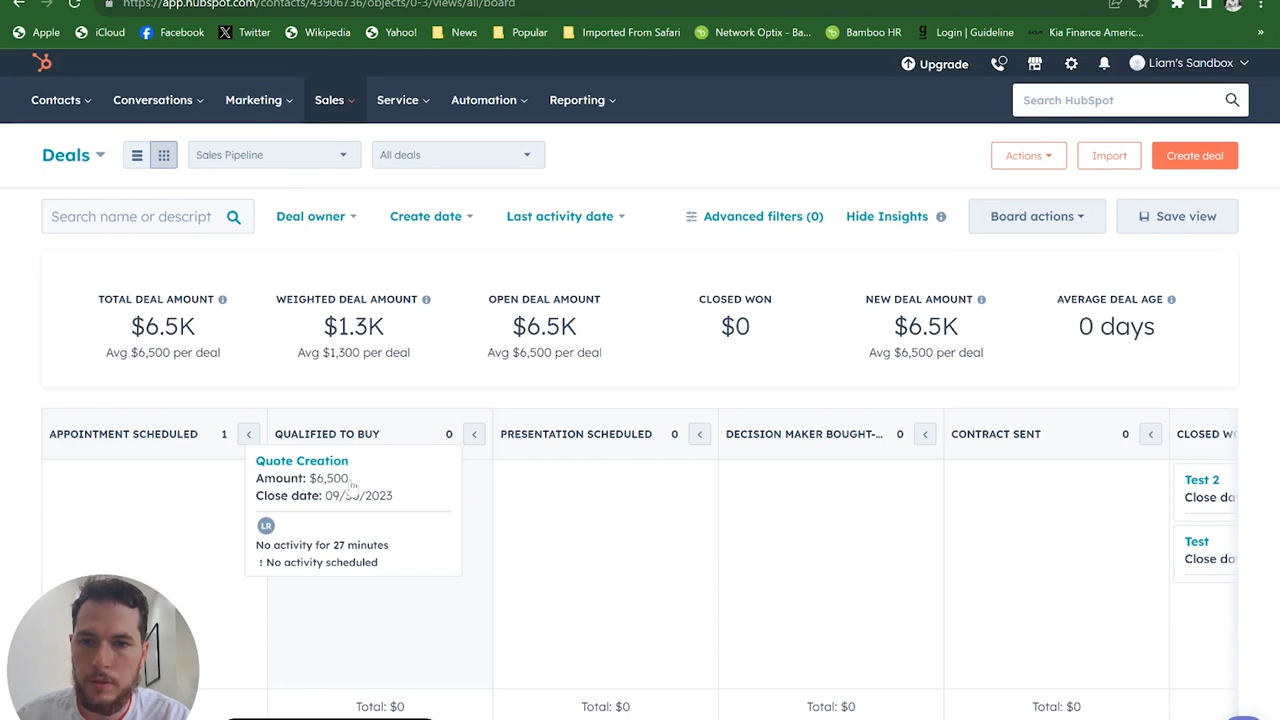 https://app.hubspot.com/contacts/43906736/objects/0-3/views/all/board
Apple iCloud Facebook Twitter Wikipedia Yahoo! News Popular Imported From Safari Network Optix - Ba... Bamboo HR Login | Guideline Kia Finance Americ... »
Upgrade Liam's Sandbox
Contacts Conversations Marketing Sales Service Automation Reporting Search HubSpot
Deals Sales Pipeline All deals Actions Import Create deal
Search name or descript Deal owner Create date Last activity date Advanced filters (0) Hide Insights Board actions Save view
TOTAL DEAL AMOUNT WEIGHTED DEAL AMOUNT OPEN DEAL AMOUNT CLOSED WON NEW DEAL AMOUNT AVERAGE DEAL AGE
$6.5K $1.3K $6.5K $0 $6.5K 0 days
Avg $6,500 per deal Avg $1,300 per deal Avg $6,500 per deal Avg $6,500 per deal
APPOINTMENT SCHEDULED 1 QUALIFIED TO BUY 0 PRESENTATION SCHEDULED 0 DECISION MAKER BOUGHT-... 0 CONTRACT SENT 0 CLOSED
Quote Creation
Amount: $6,500
Close date: 09/30/2023
LR
No activity for 27 minutes
! No activity scheduled
Test 2
Close da
Test
Close da
Total: $0 Total: $0 Total: $0 Total: $0